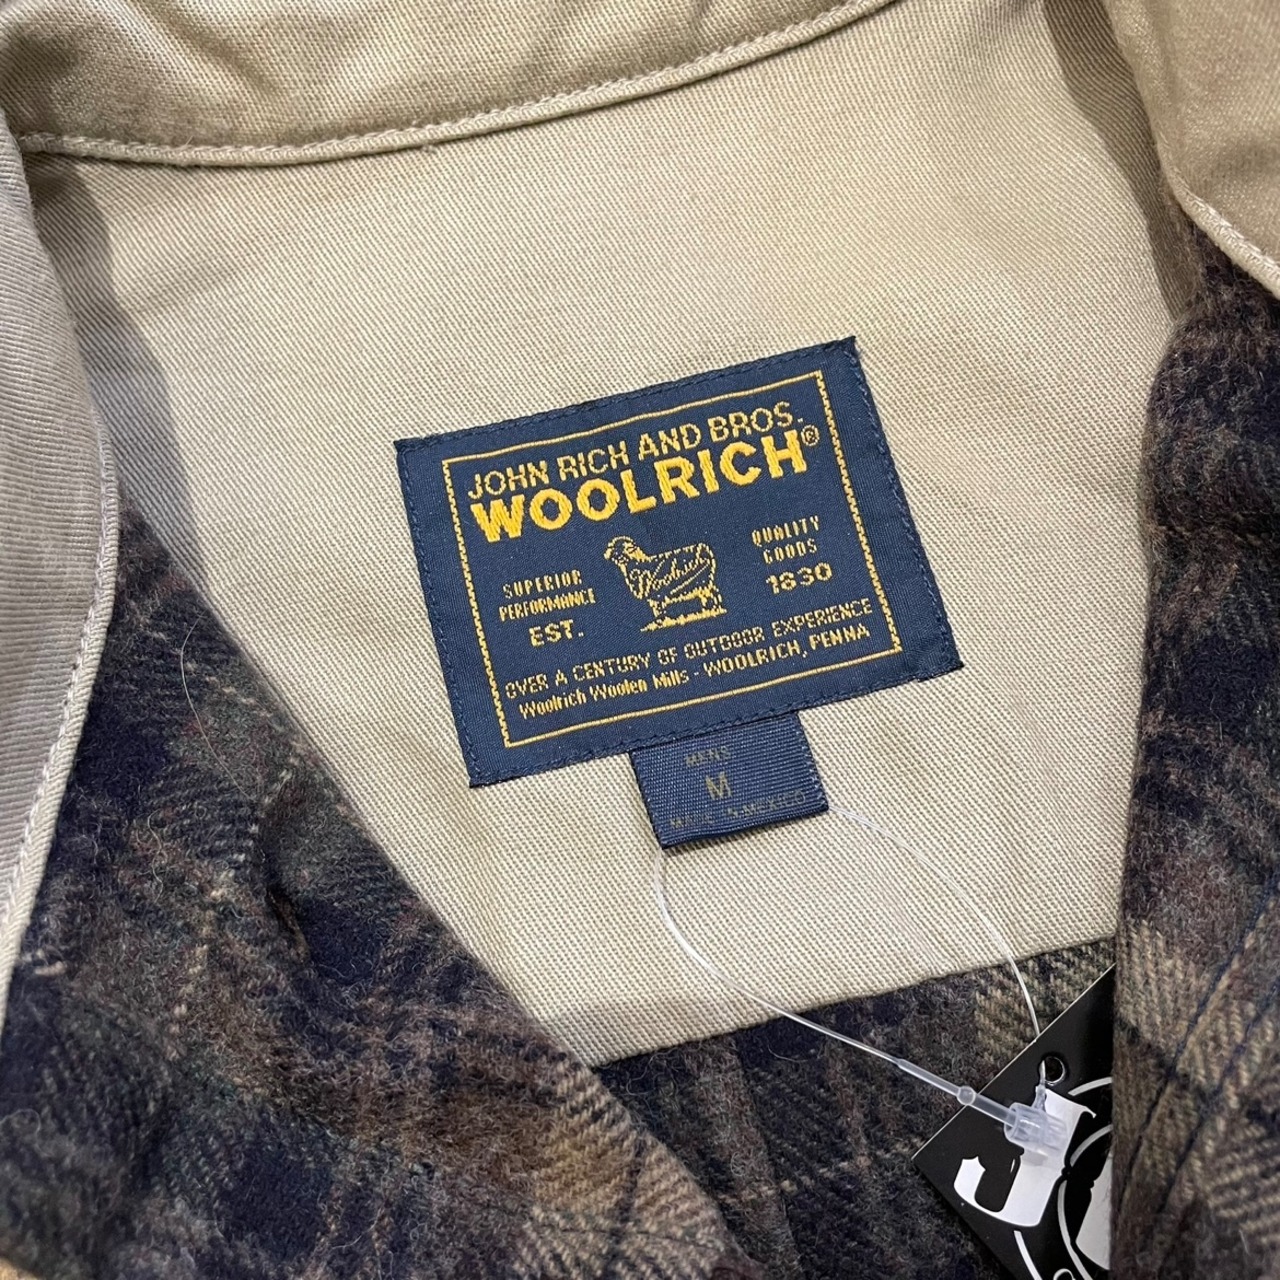 JOHN RICH AND BROS.
WOOLRICH®
SUPERIOR
PERFORMANCE
EST.
Woolrich
QUALITY
GOODS
1830
OVER A CENTURY OF OUTDOOR EXPERIENCE
Woolrich Woolen Mills - WOOLRICH, PENNA
MENS
M
MADE IN MEXICO
J